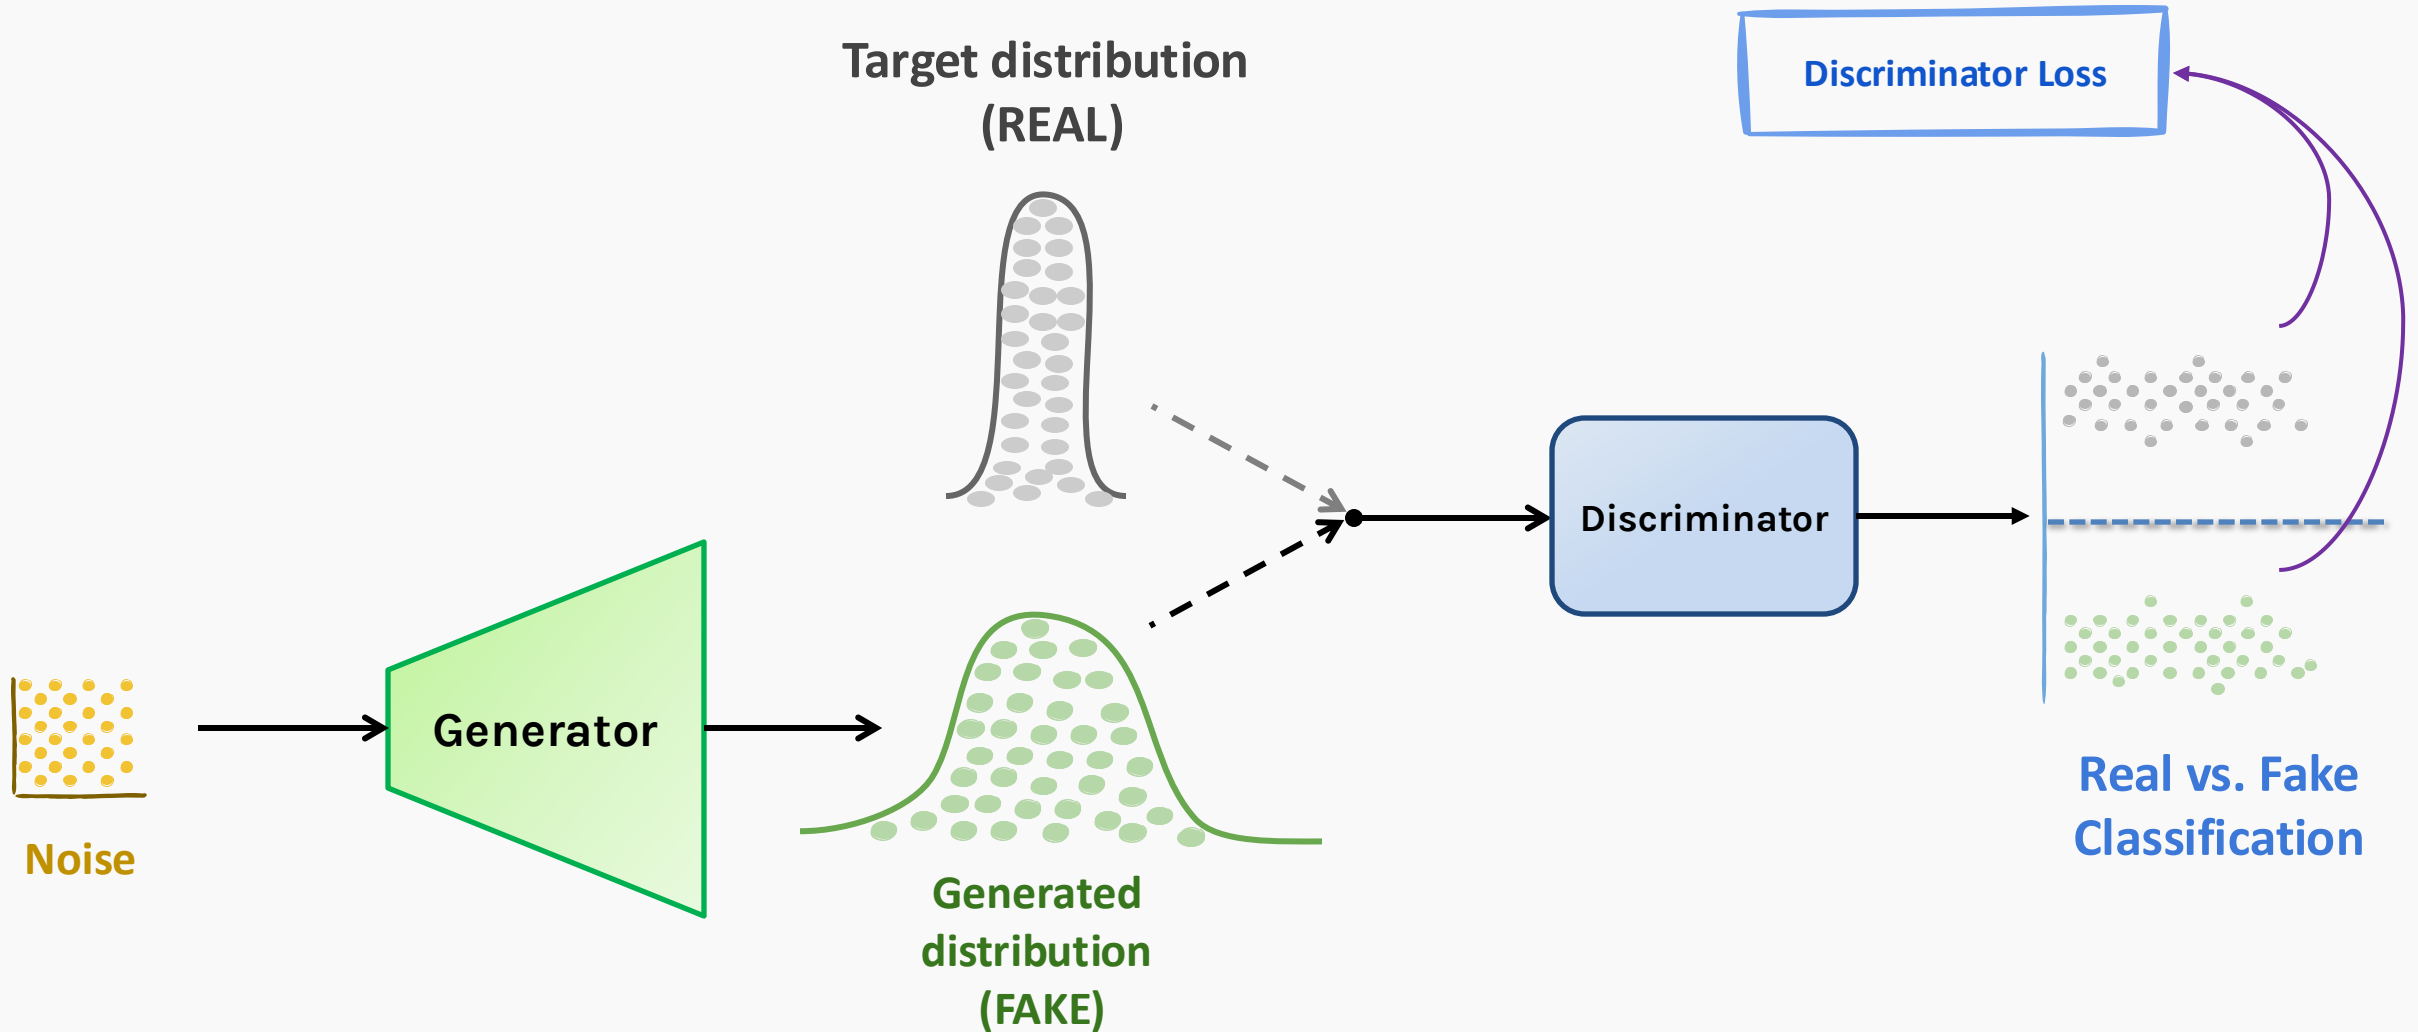 Target distribution
(REAL)
Discriminator Loss
Discriminator
Generator
Noise
Generated
distribution
(FAKE)
Real vs. Fake
Classification